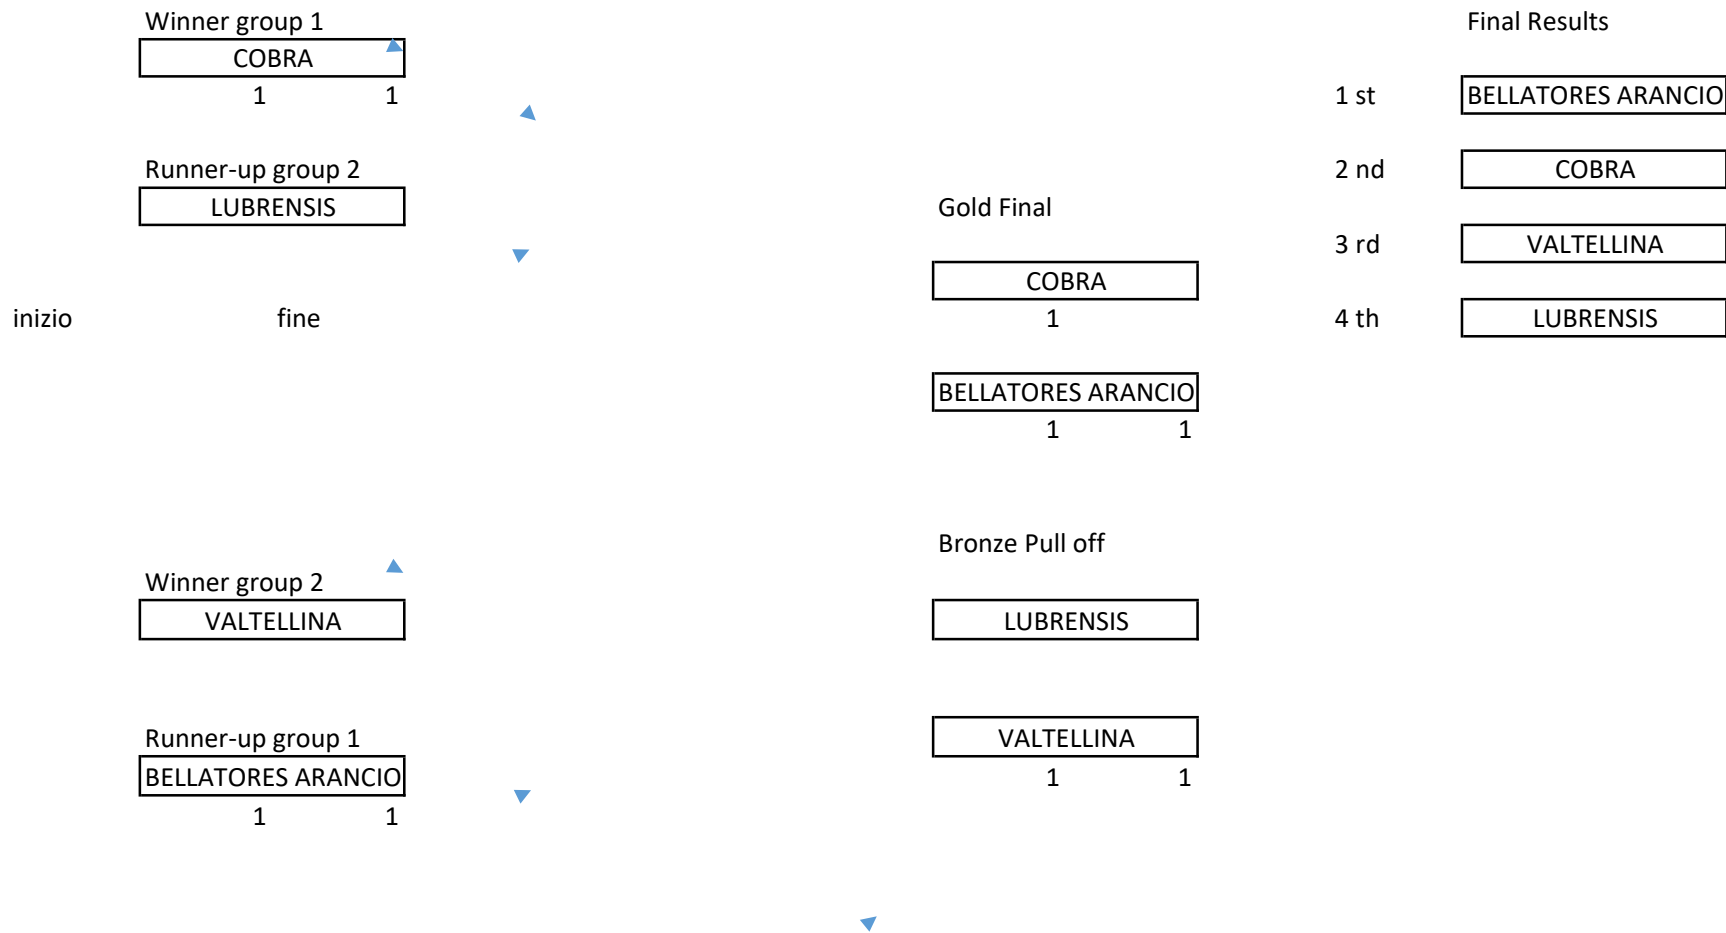 Winner group 1
COBRA
1 1
Runner-up group 2
LUBRENSIS
inizio fine
Winner group 2
VALTELLINA
Runner-up group 1
BELLATORES ARANCIO
1 1
Gold Final
COBRA
1
BELLATORES ARANCIO
1 1
Bronze Pull off
LUBRENSIS
VALTELLINA
1 1
Final Results
1 st BELLATORES ARANCIO
2 nd COBRA
3 rd VALTELLINA
4 th LUBRENSIS